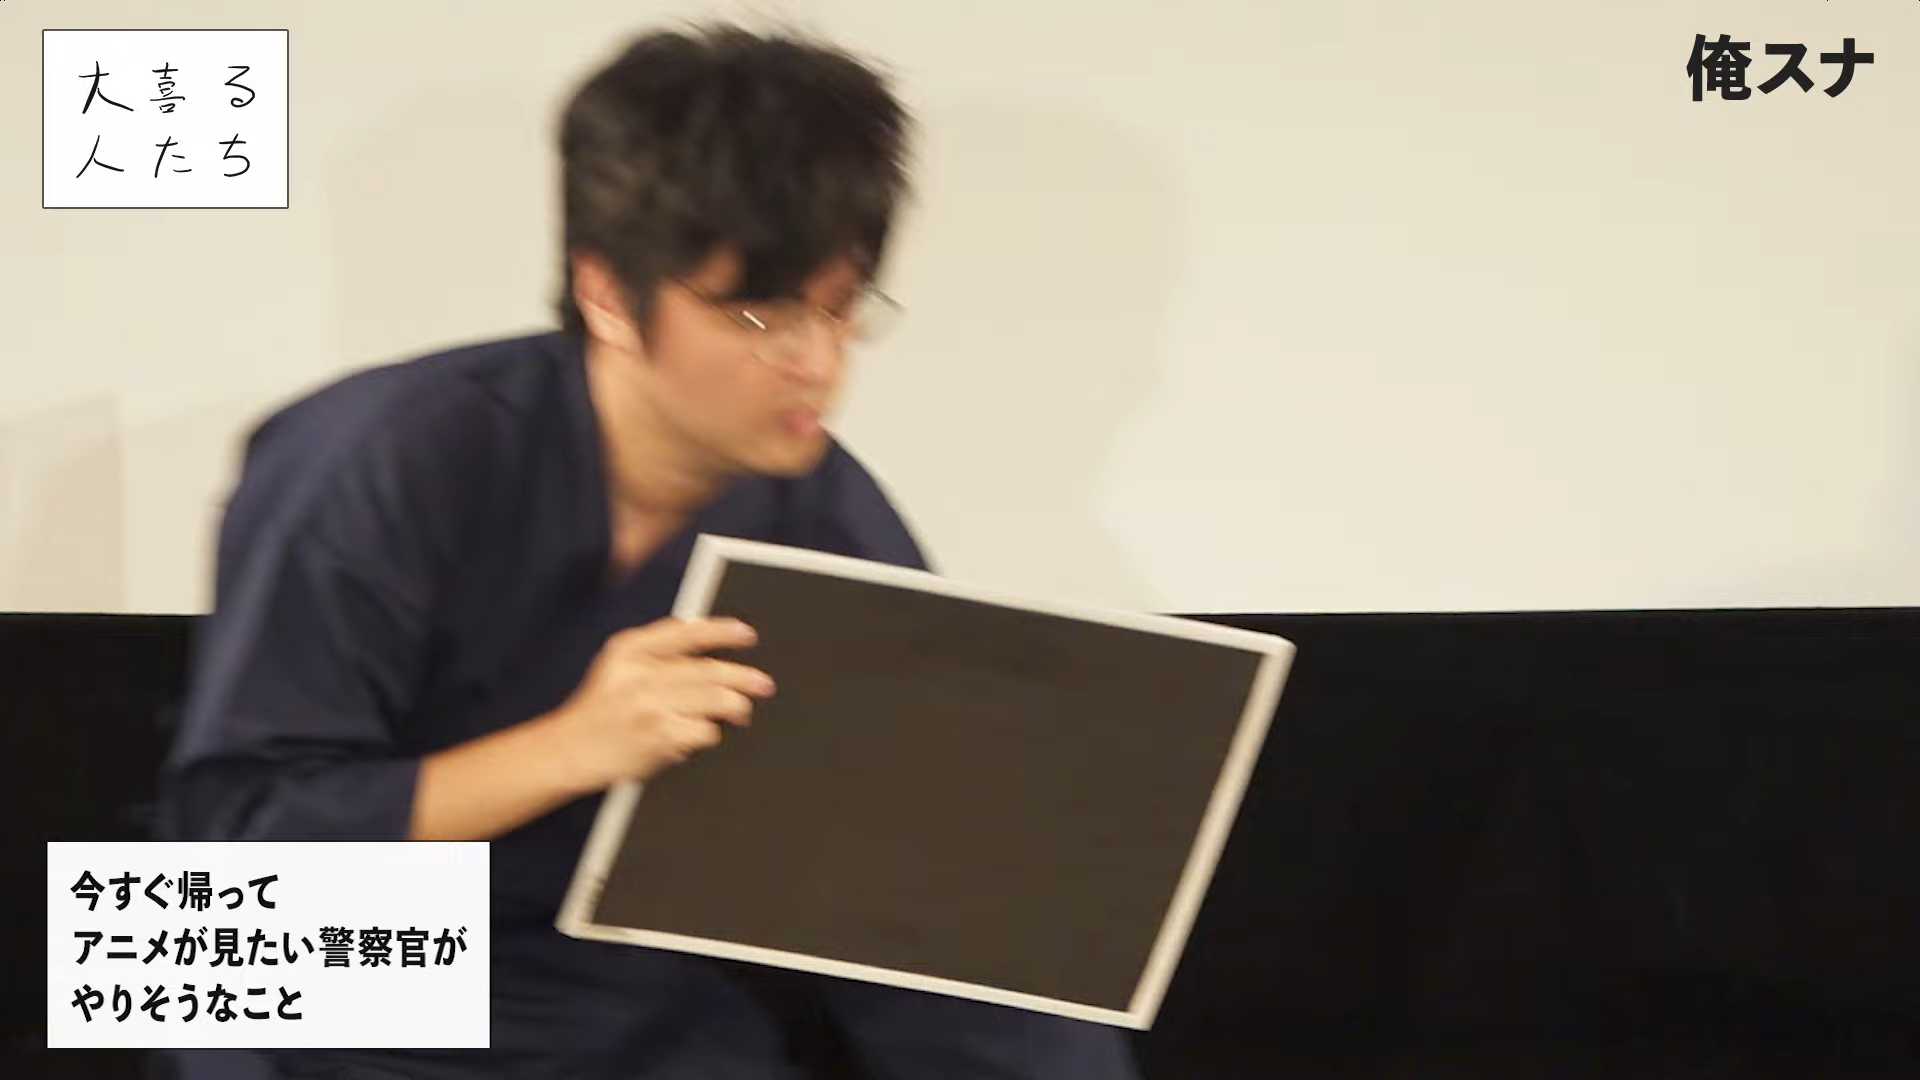 大喜る
人たち
俺スナ
今すぐ帰って
アニメが見たい警察官が
やりそうなこと